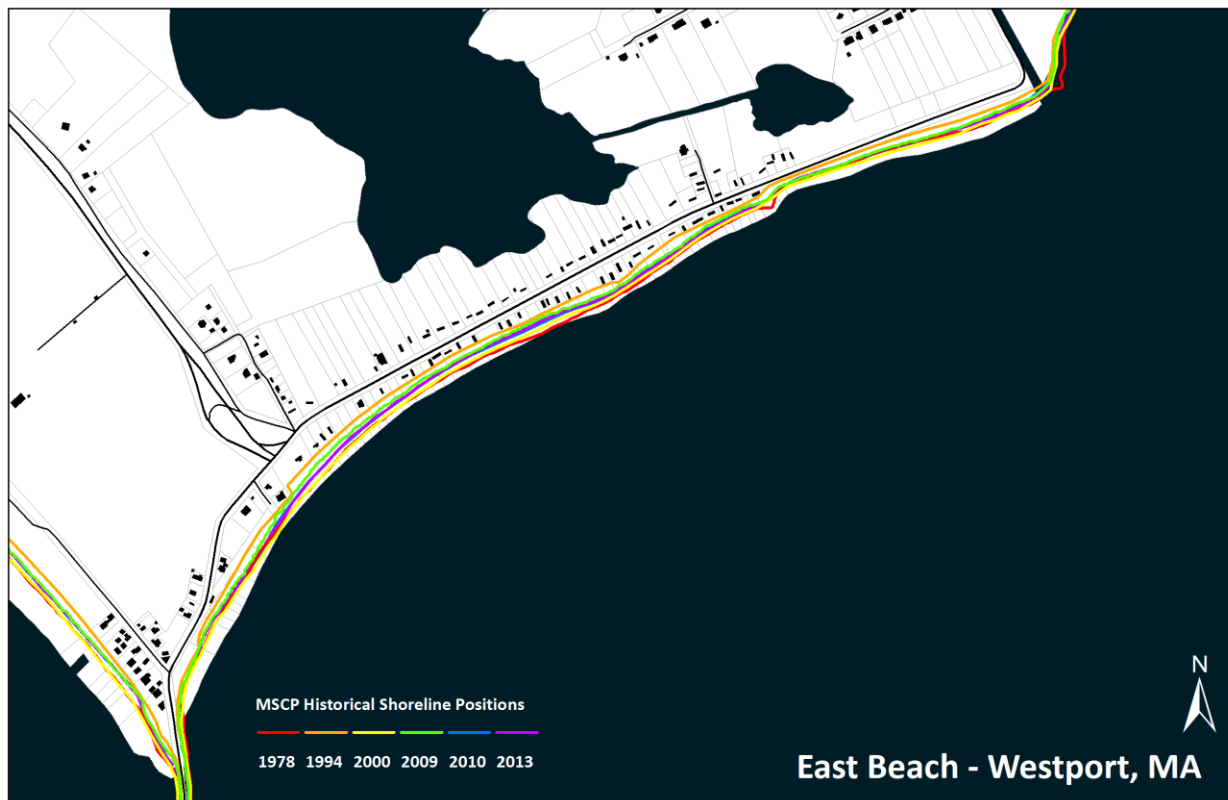 N
MSCP Historical Shoreline Positions
1978 1994 2000 2009 2010 2013
East Beach - Westport, MA